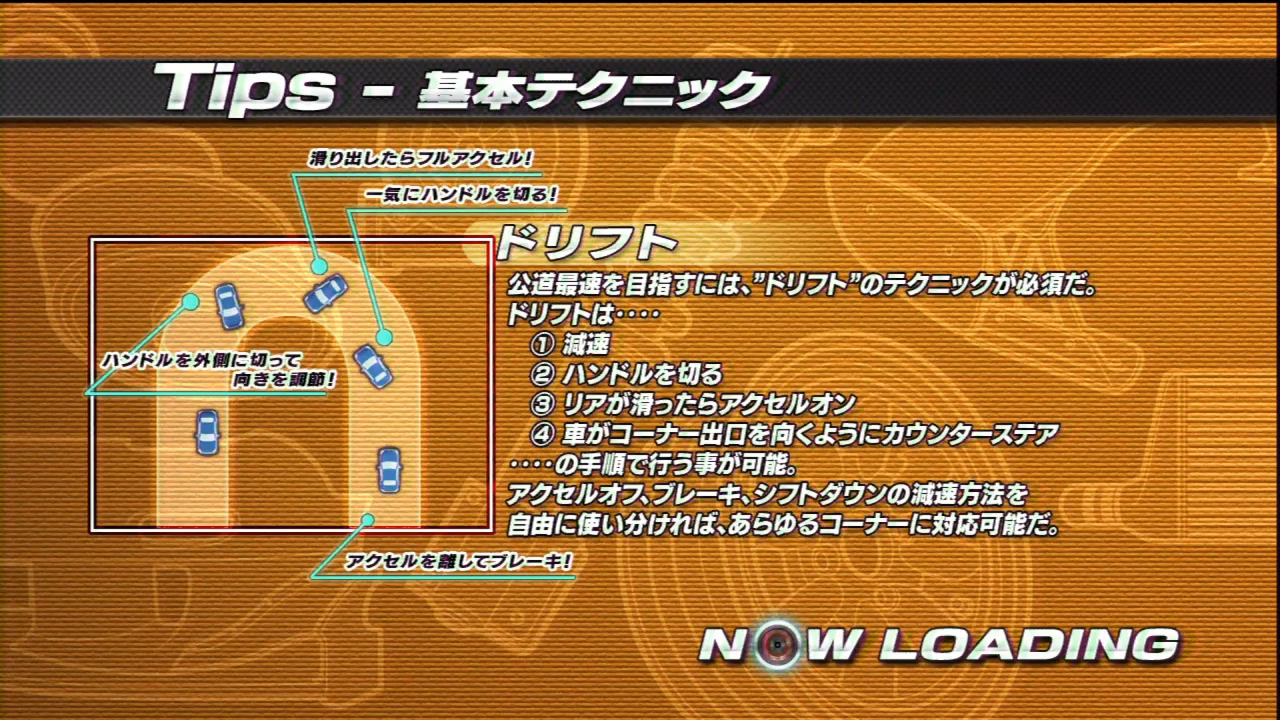 Tips - 基本テクニック
滑り出したらフルアクセル!
一気にハンドルを切る!
ハンドルを外側に切って
向きを調節!
アクセルを離してブレーキ!
ドリフト
公道最速を目指すには、”ドリフト”のテクニックが必須だ。
ドリフトは‥‥
① 減速
② ハンドルを切る
③ リアが滑ったらアクセルオン
④ 車がコーナー出口を向くようにカウンターステア
‥‥の手順で行う事が可能。
アクセルオフ、ブレーキ、シフトダウンの減速方法を
自由に使い分ければ、あらゆるコーナーに対応可能だ。
NOW LOADING